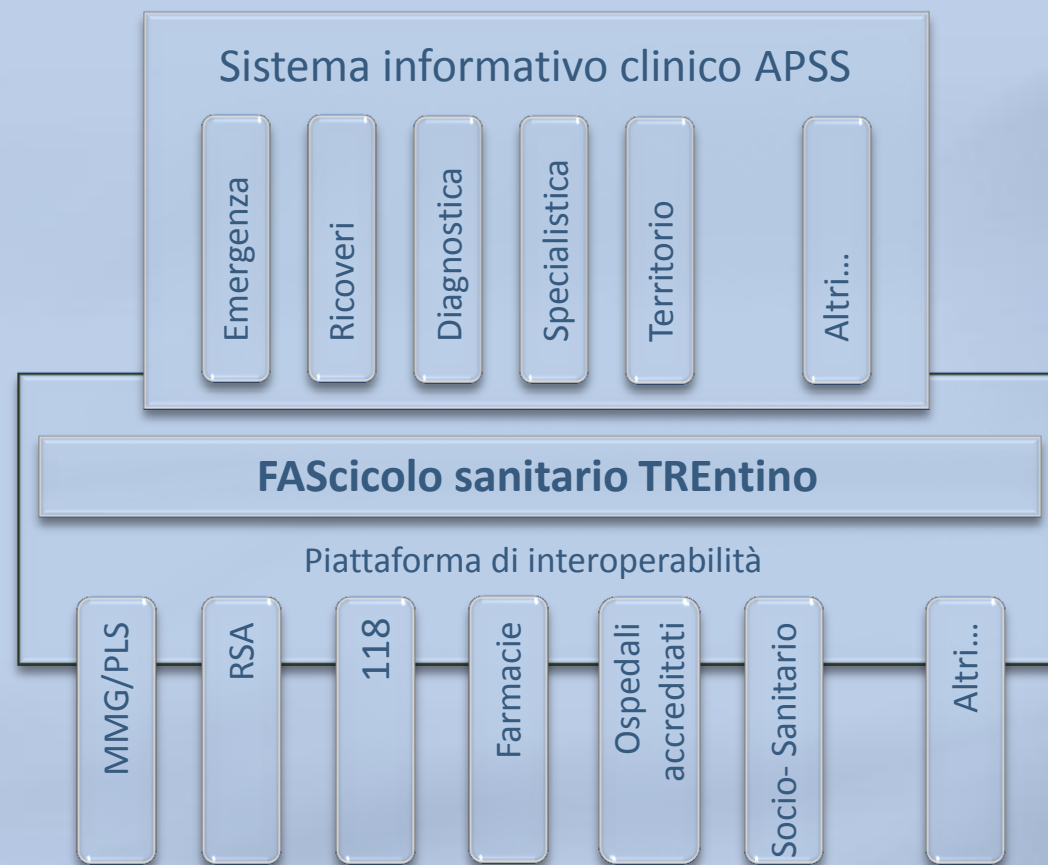 Sistema informativo clinico APSS
Emergenza
Ricoveri
Diagnostica
Specialistica
Territorio
Altri...
FAScicolo sanitario TREntino
Piattaforma di interoperabilità
MMG/PLS
RSA
118
Farmacie
Ospedali
accreditati
Socio- Sanitario
Altri...